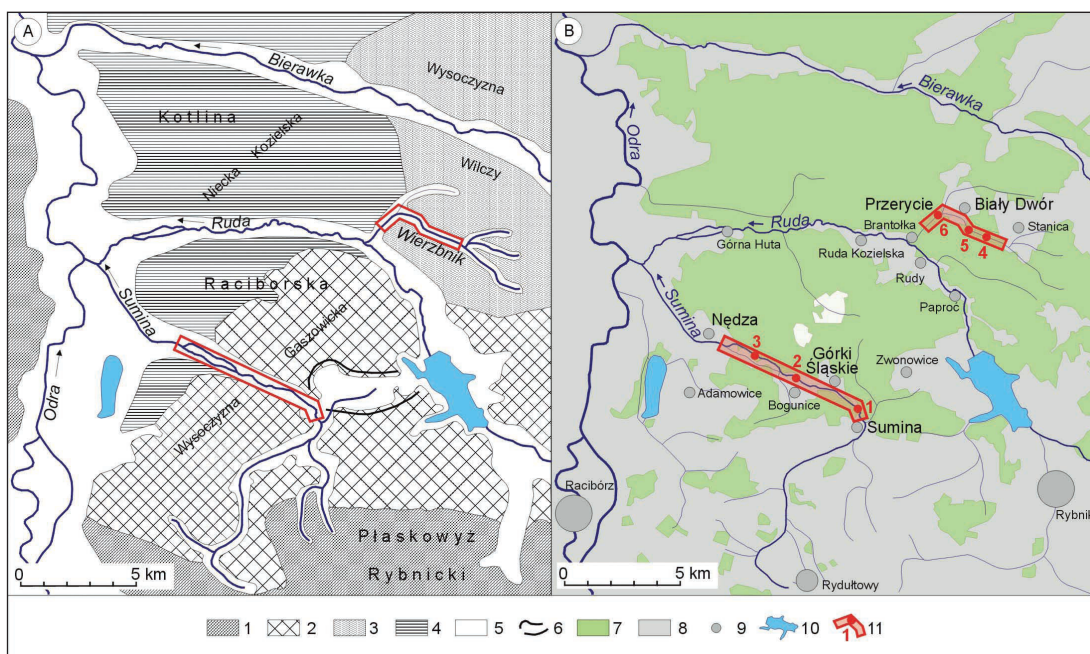 A
Bierawka
Wysoczyzna
Kotlina
Niecka Kozielska
Wilczy
Ruda
Wierzbnik
Raciborska
Sumina
Gaszowicka
Odra
Wysoczyzna
Płaskowyż
Rybnicki
0 5 km
B
Bierawka
Odra
Przerycie
Biały Dwór
Ruda
Brantołka
6
Stanica
5
4
Górna Huta
Ruda Kozielska
Rudy
Sumina
Paproć
Nędza
3
Górki
Śląskie
2
Zwonowice
Adamowice
Bogunice
1
Sumina
Racibórz
Rybnik
Rydułtowy
0 5 km
1 2 3 4 5 6 7 8 9 10 1 11